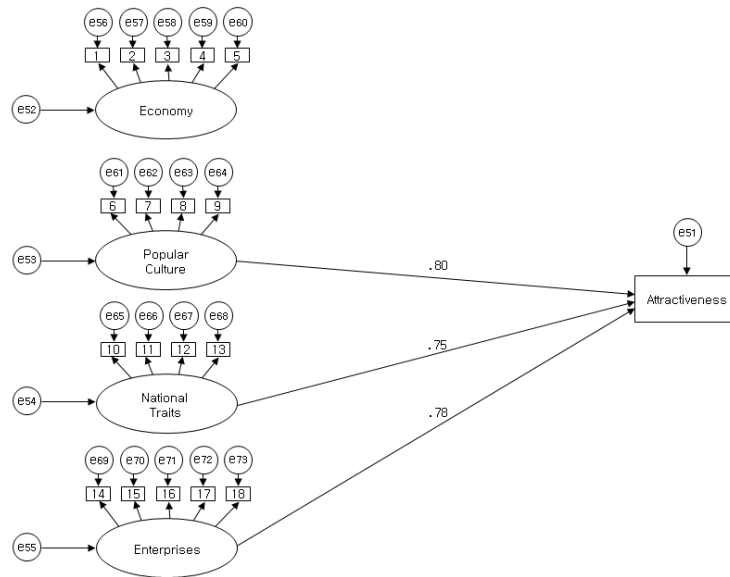 e56 e57 e58 e59 e60
1 2 3 4 5
e52 Economy
e61 e62 e63 e64
6 7 8 9
e53 Popular
Culture
.80
e51
Attractiveness
e65 e66 e67 e68
10 11 12 13
.75
e54 National
Traits
.78
e69 e70 e71 e72 e73
14 15 16 17 18
e55 Enterprises